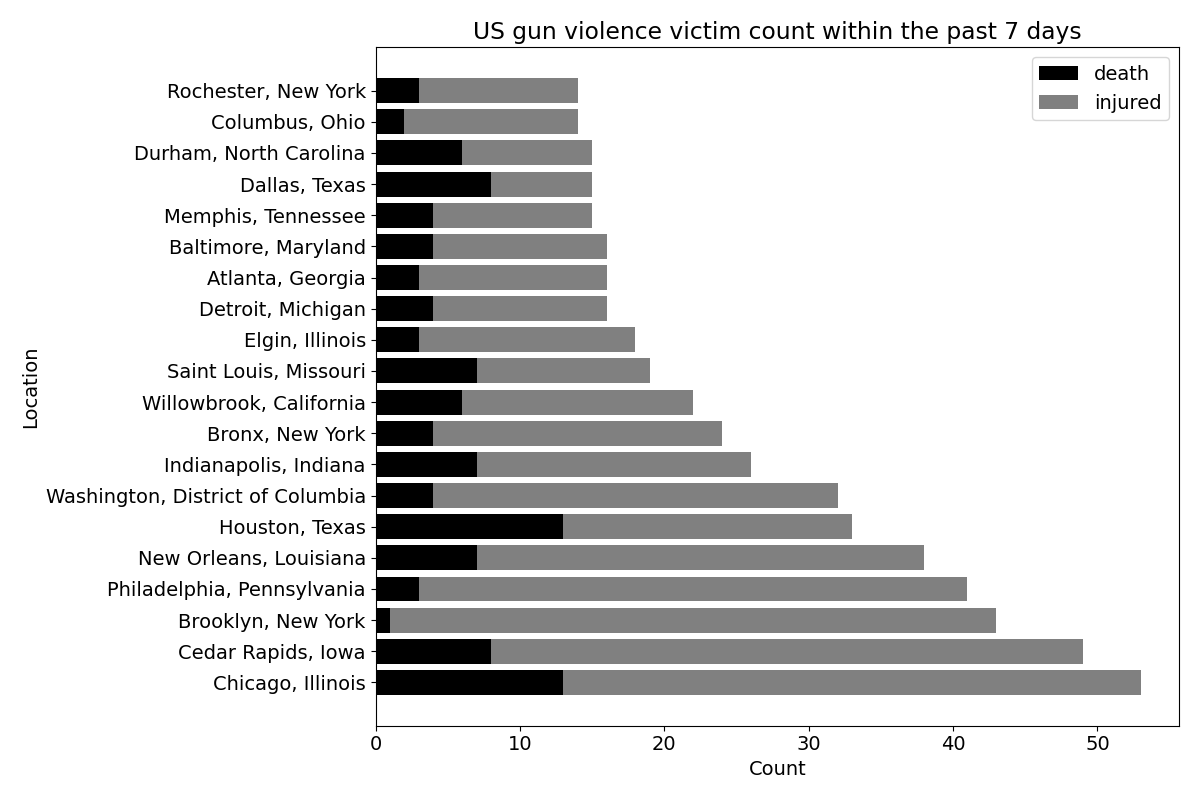 US gun violence victim count within the past 7 days
death
injured
Rochester, New York
Columbus, Ohio
Durham, North Carolina
Dallas, Texas
Memphis, Tennessee
Baltimore, Maryland
Atlanta, Georgia
Detroit, Michigan
Elgin, Illinois
Saint Louis, Missouri
Willowbrook, California
Bronx, New York
Indianapolis, Indiana
Washington, District of Columbia
Houston, Texas
New Orleans, Louisiana
Philadelphia, Pennsylvania
Brooklyn, New York
Cedar Rapids, Iowa
Chicago, Illinois
Location
0 10 20 30 40 50
Count